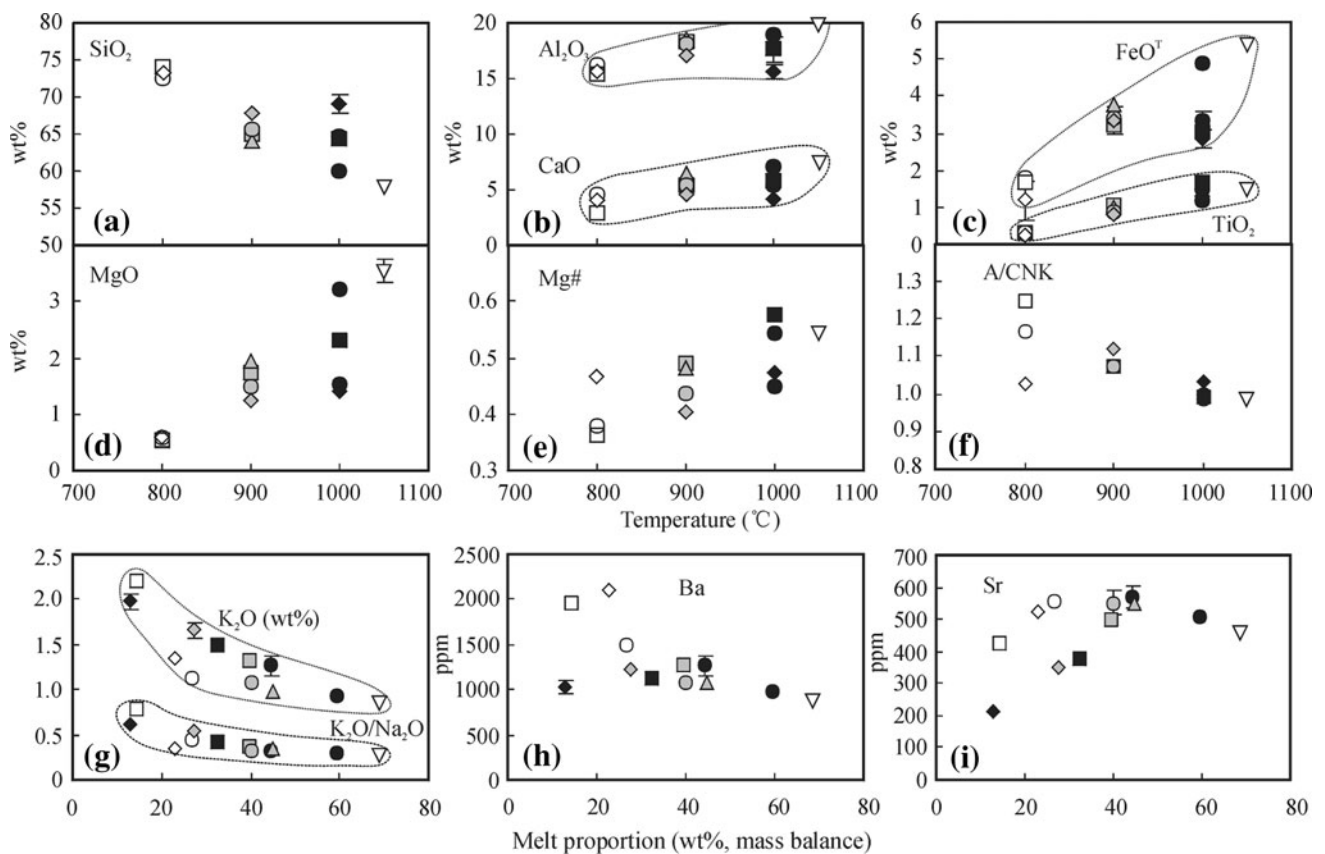 80
SiO₂
75
70
65
wt%
60
55
(a)
50
20
Al₂O₃
15
wt%
10
CaO
5
(b)
0
6
FeOᵀ
5
4
wt%
3
2
1
(c)
TiO₂
0
MgO
3
wt%
2
1
(d)
0
700 800 900 1000 1100
Mg#
0.6
0.5
0.4
(e)
0.3
700 800 900 1000 1100
A/CNK
1.3
1.2
1.1
1.0
0.9
(f)
0.8
700 800 900 1000 1100
Temperature (℃)
2.5
2.0
K₂O (wt%)
1.5
1.0
0.5
K₂O/Na₂O
(g)
0
0 20 40 60 80
2500
Ba
2000
1500
ppm
1000
500
(h)
0
0 20 40 60 80
700
Sr
600
500
ppm
400
300
200
100
(i)
0
0 20 40 60 80
Melt proportion (wt%, mass balance)